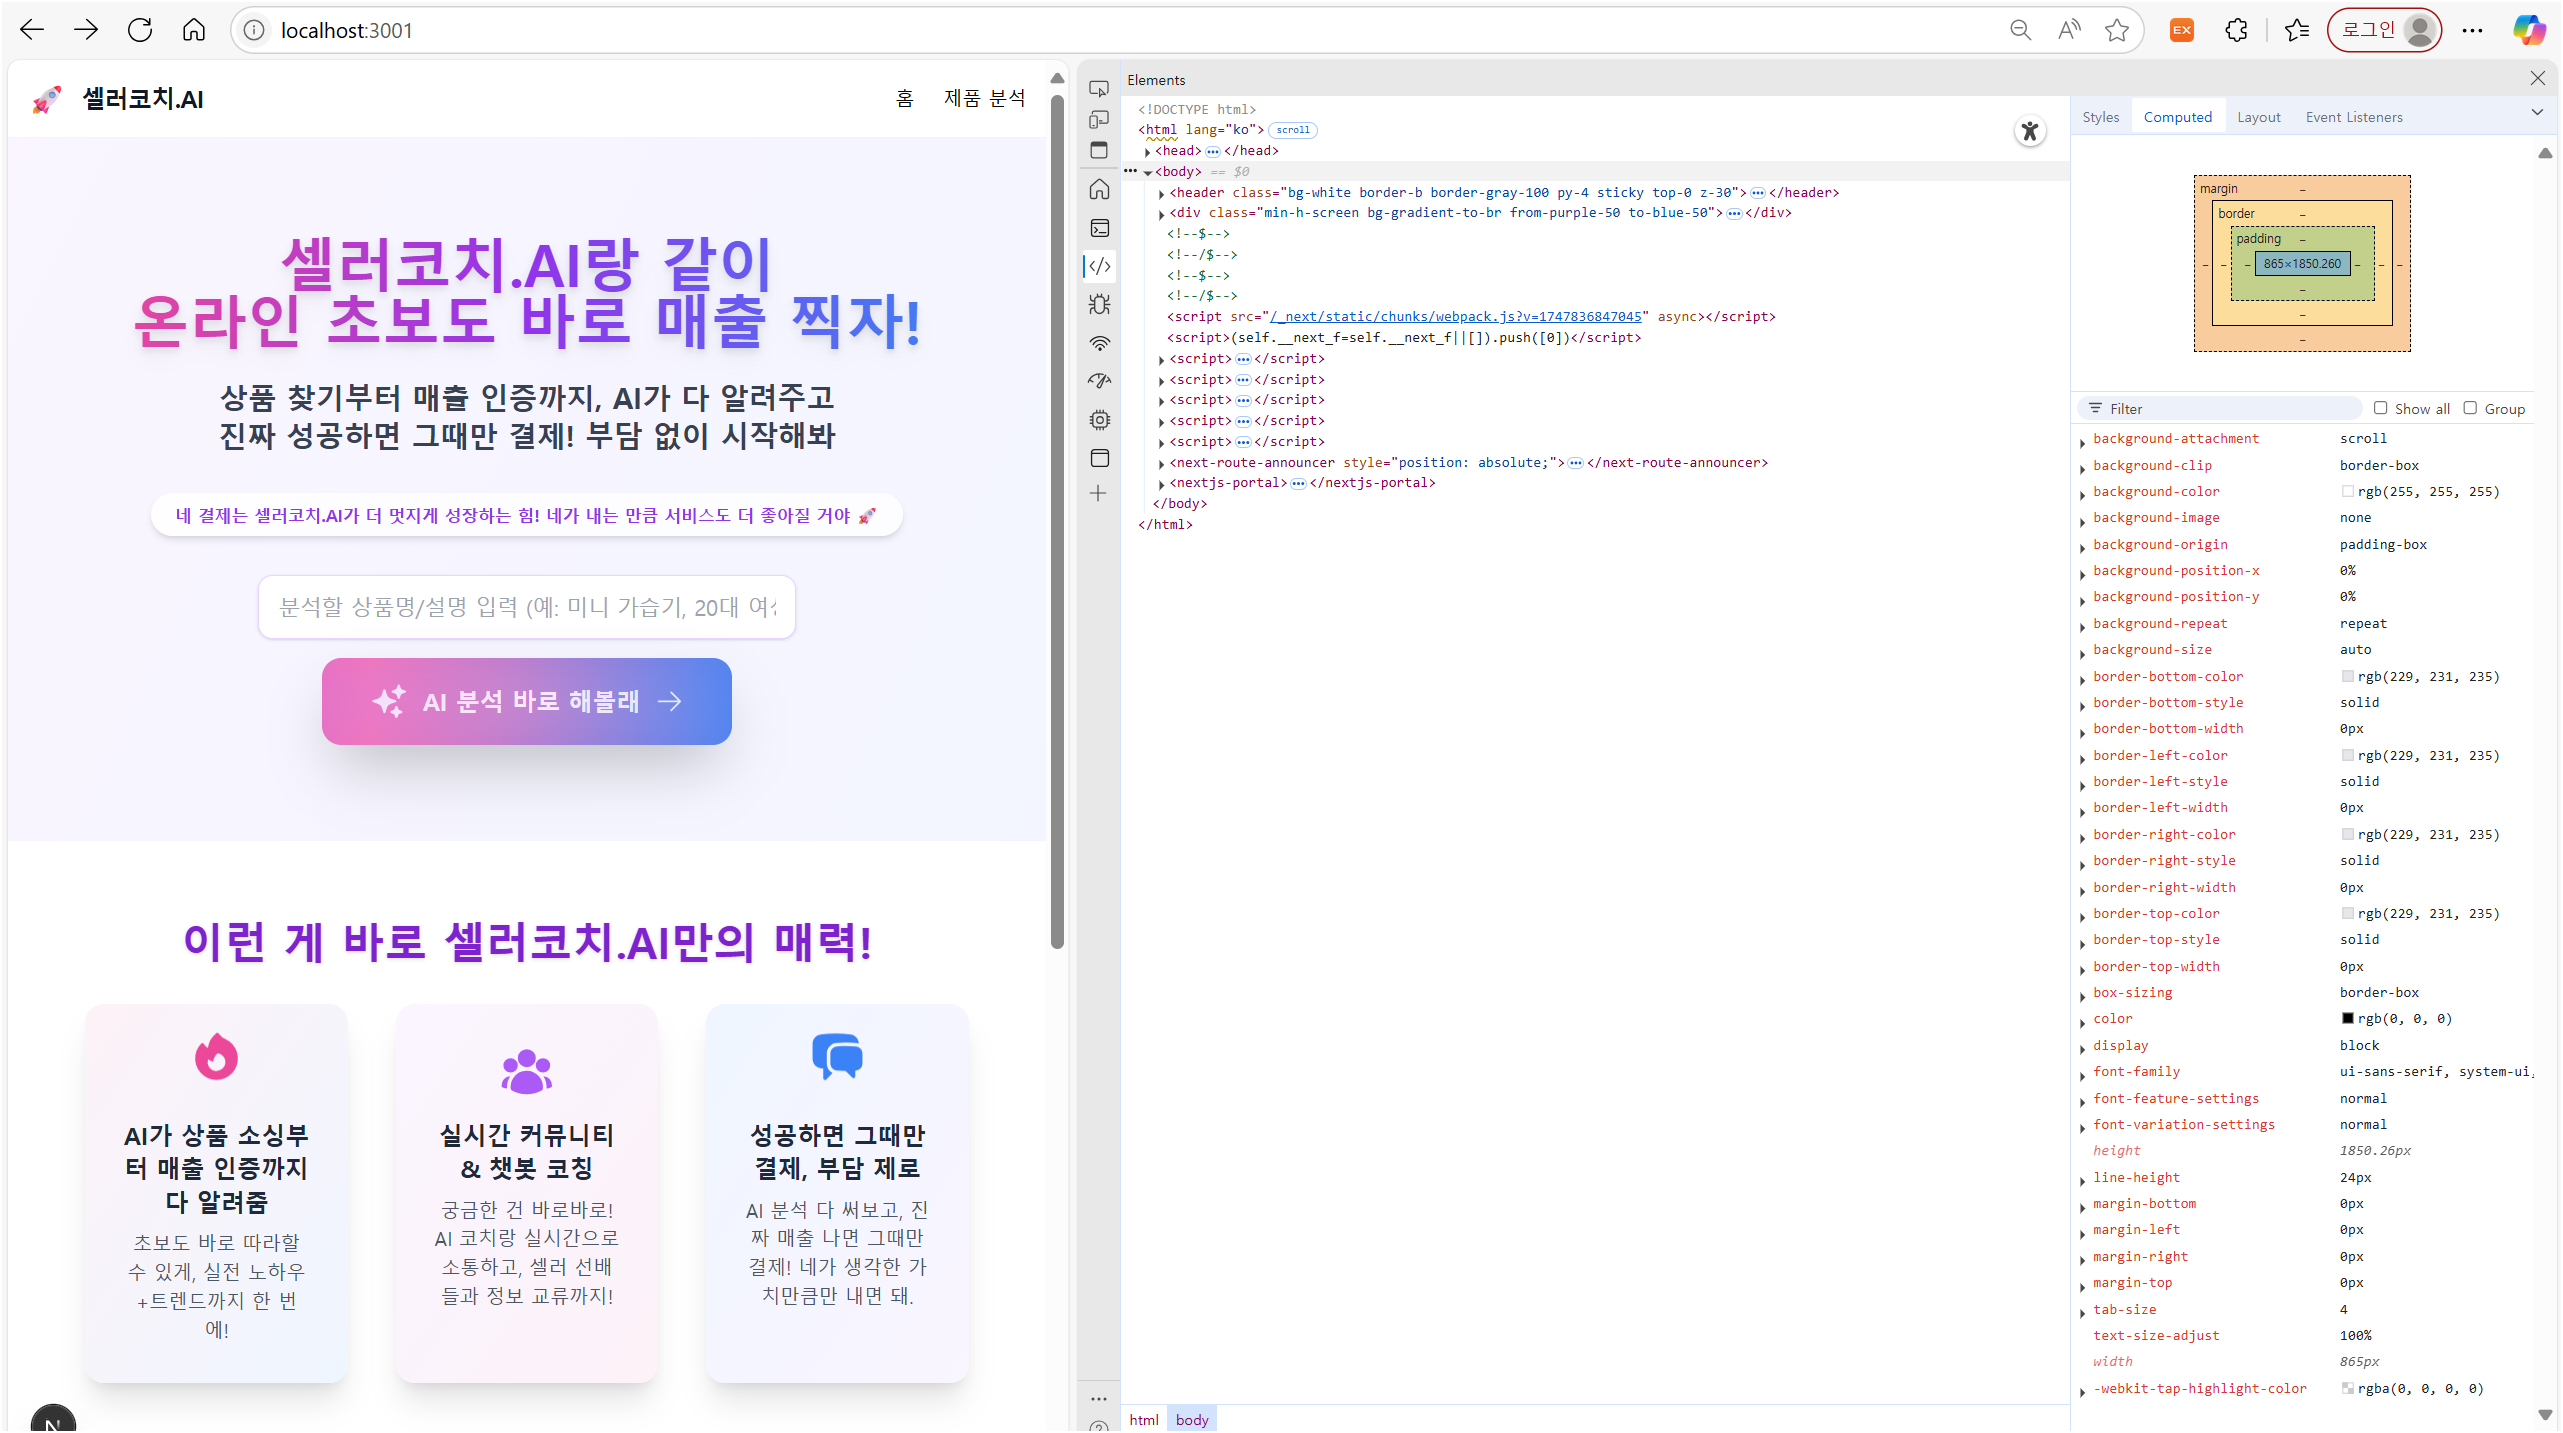 localhost:3001
로그인
EX
셀러코치.AI
홈
제품 분석
셀러코치.AI랑 같이
온라인 초보도 바로 매출 찍자!
상품 찾기부터 매출 인증까지, AI가 다 알려주고
진짜 성공하면 그때만 결제! 부담 없이 시작해봐
네 결제는 셀러코치.AI가 더 멋지게 성장하는 힘! 네가 내는 만큼 서비스도 더 좋아질 거야 🚀
분석할 상품명/설명 입력 (예: 미니 가습기, 20대 여
AI 분석 바로 해볼래 →
이런 게 바로 셀러코치.AI만의 매력!
AI가 상품 소싱부
터 매출 인증까지
다 알려줌
초보도 바로 따라할
수 있게, 실전 노하우
+트렌드까지 한 번
에!
실시간 커뮤니티
& 챗봇 코칭
궁금한 건 바로바로!
AI 코치랑 실시간으로
소통하고, 셀러 선배
들과 정보 교류까지!
성공하면 그때만
결제, 부담 제로
AI 분석 다 써보고, 진
짜 매출 나면 그때만
결제! 네가 생각한 가
치만큼만 내면 돼.
N
Elements
<!DOCTYPE html>
<html lang="ko"> scroll
<head> ••• </head>
••• <body> == $0
<header class="bg-white border-b border-gray-100 py-4 sticky top-0 z-30"> ••• </header>
<div class="min-h-screen bg-gradient-to-br from-purple-50 to-blue-50"> ••• </div>
<!--$-->
<!--/$-->
<!--$-->
<!--/$-->
<script src="/_next/static/chunks/webpack.js?v=1747836847045" async></script>
<script>(self.__next_f=self.__next_f||[]).push([0])</script>
<script> ••• </script>
<script> ••• </script>
<script> ••• </script>
<script> ••• </script>
<script> ••• </script>
<next-route-announcer style="position: absolute;"> ••• </next-route-announcer>
<nextjs-portal> ••• </nextjs-portal>
</body>
</html>
html body
Styles Computed Layout Event Listeners
margin –
border –
padding –
– – – 865×1850.260 – – –
–
–
–
Filter Show all Group
background-attachment scroll
background-clip border-box
background-color rgb(255, 255, 255)
background-image none
background-origin padding-box
background-position-x 0%
background-position-y 0%
background-repeat repeat
background-size auto
border-bottom-color rgb(229, 231, 235)
border-bottom-style solid
border-bottom-width 0px
border-left-color rgb(229, 231, 235)
border-left-style solid
border-left-width 0px
border-right-color rgb(229, 231, 235)
border-right-style solid
border-right-width 0px
border-top-color rgb(229, 231, 235)
border-top-style solid
border-top-width 0px
box-sizing border-box
color rgb(0, 0, 0)
display block
font-family ui-sans-serif, system-ui,
font-feature-settings normal
font-variation-settings normal
height 1850.26px
line-height 24px
margin-bottom 0px
margin-left 0px
margin-right 0px
margin-top 0px
tab-size 4
text-size-adjust 100%
width 865px
-webkit-tap-highlight-color rgba(0, 0, 0, 0)